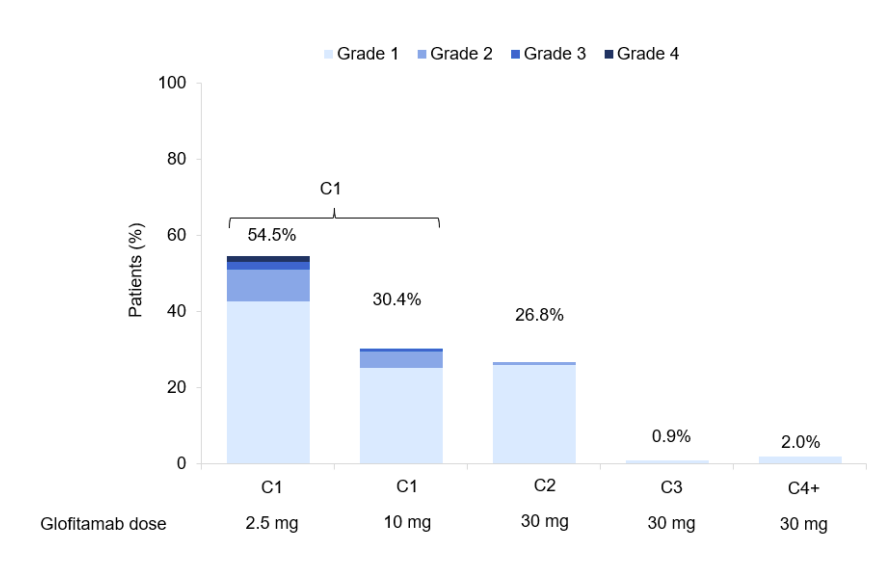 Grade 1 Grade 2 Grade 3 Grade 4
100
80
60
40
20
0
Patients (%)
C1
54.5%
30.4%
26.8%
0.9%
2.0%
C1 C1 C2 C3 C4+
Glofitamab dose 2.5 mg 10 mg 30 mg 30 mg 30 mg